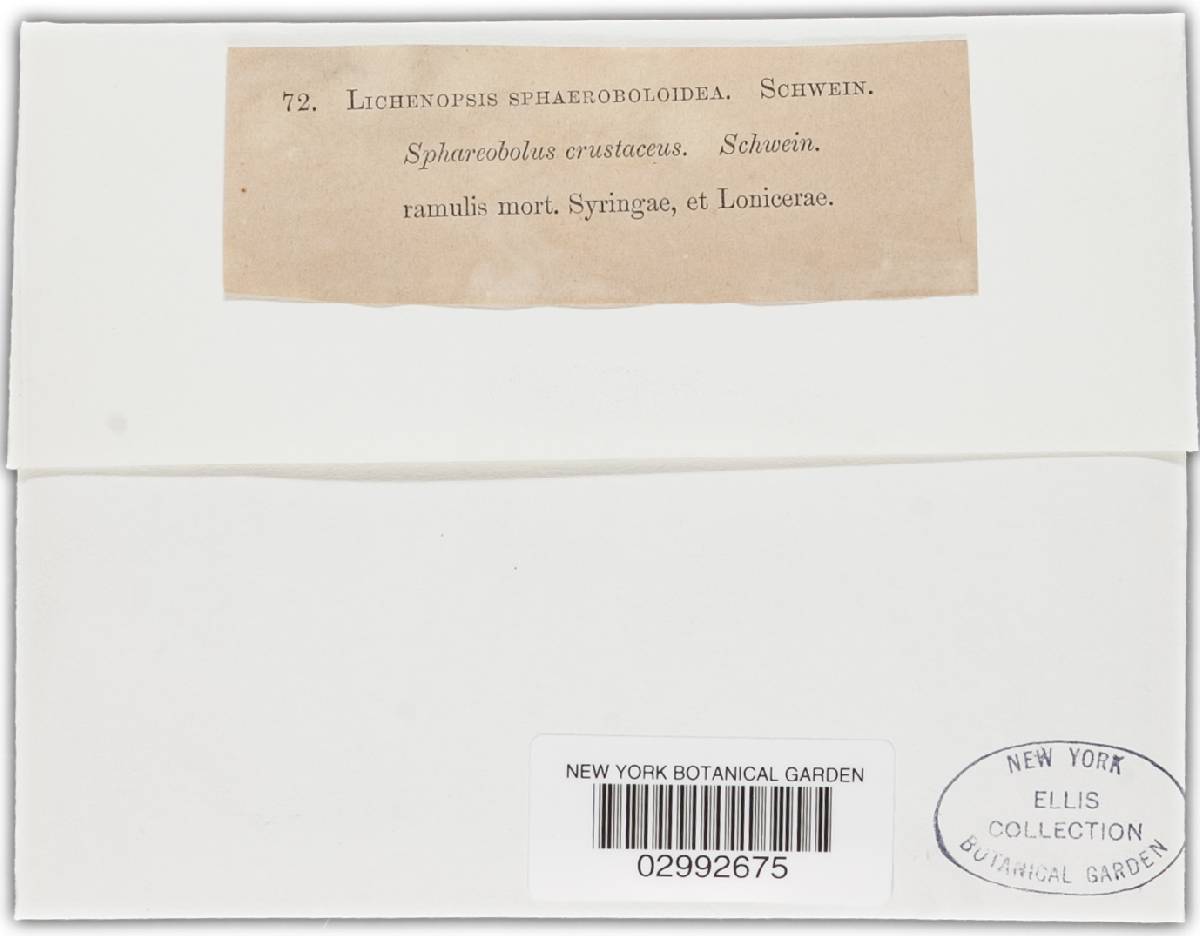 72. LICHENOPSIS SPHAEROBOLOIDEA. SCHWEIN.
Sphareobolus crustaceus. Schwein.
ramulis mort. Syringae, et Lonicerae.
NEW YORK BOTANICAL GARDEN
02992675
NEW YORK
ELLIS
COLLECTION
BOTANICAL GARDEN